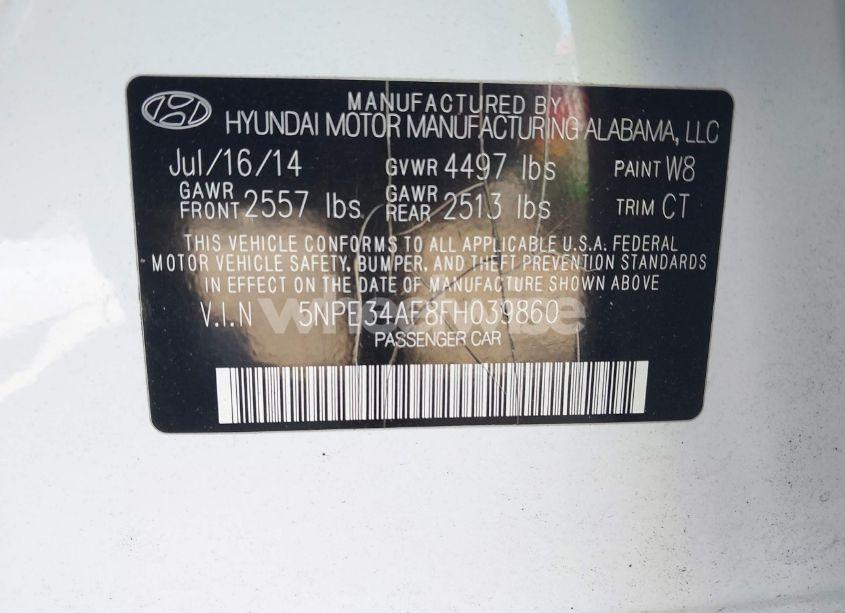 MANUFACTURED BY
HYUNDAI MOTOR MANUFACTURING ALABAMA, LLC
Jul/16/14 GVWR 4497 lbs PAINT W8
GAWR FRONT 2557 lbs GAWR REAR 2513 lbs TRIM CT
THIS VEHICLE CONFORMS TO ALL APPLICABLE U.S.A. FEDERAL
MOTOR VEHICLE SAFETY, BUMPER, AND THEFT PREVENTION STANDARDS
IN EFFECT ON THE DATE OF MANUFACTURE SHOWN ABOVE
V.I.N 5NPE34AF8FH039860
PASSENGER CAR